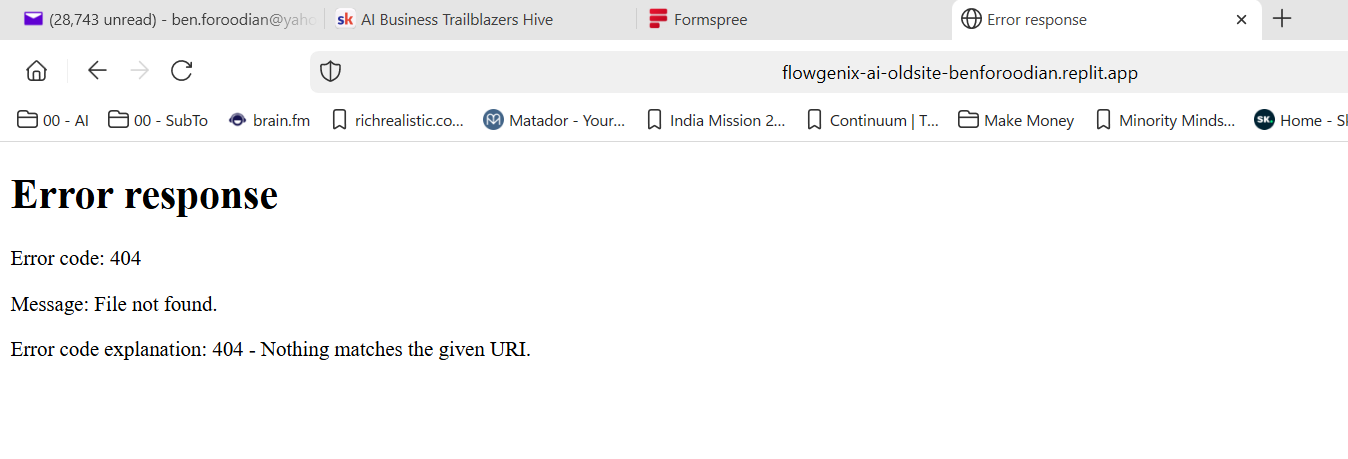 (28,743 unread) - ben.foroodian@yaho
sk AI Business Trailblazers Hive
Formspree
Error response
flowgenix-ai-oldsite-benforoodian.replit.app
00 - AI
00 - SubTo
brain.fm
richrealistic.co...
Matador - Your...
India Mission 2...
Continuum | T...
Make Money
Minority Minds...
SK. Home - Sk
Error response
Error code: 404
Message: File not found.
Error code explanation: 404 - Nothing matches the given URI.